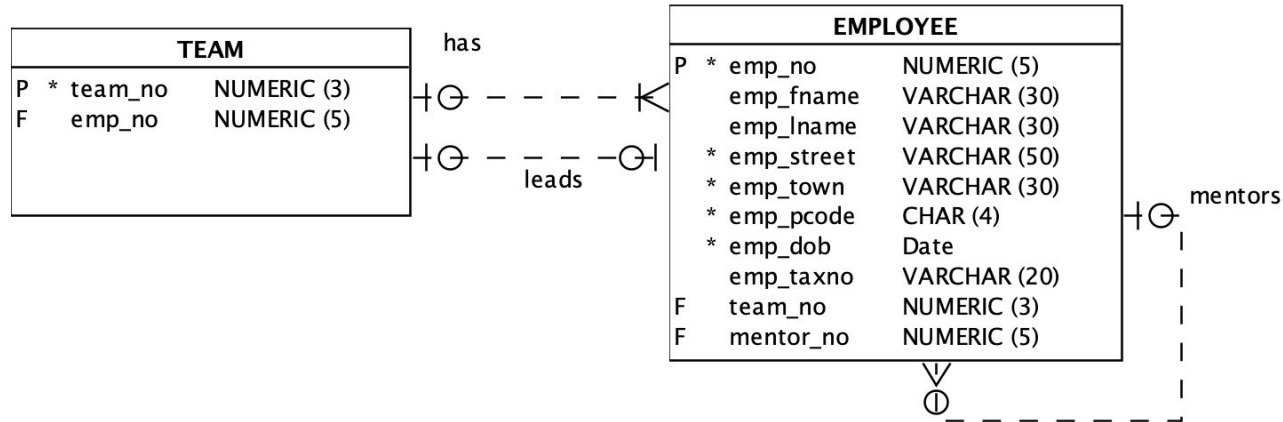 TEAM
P * team_no NUMERIC (3)
F emp_no NUMERIC (5)
has
leads
EMPLOYEE
P * emp_no NUMERIC (5)
emp_fname VARCHAR (30)
emp_lname VARCHAR (30)
* emp_street VARCHAR (50)
* emp_town VARCHAR (30)
* emp_pcode CHAR (4)
* emp_dob Date
emp_taxno VARCHAR (20)
F team_no NUMERIC (3)
F mentor_no NUMERIC (5)
mentors